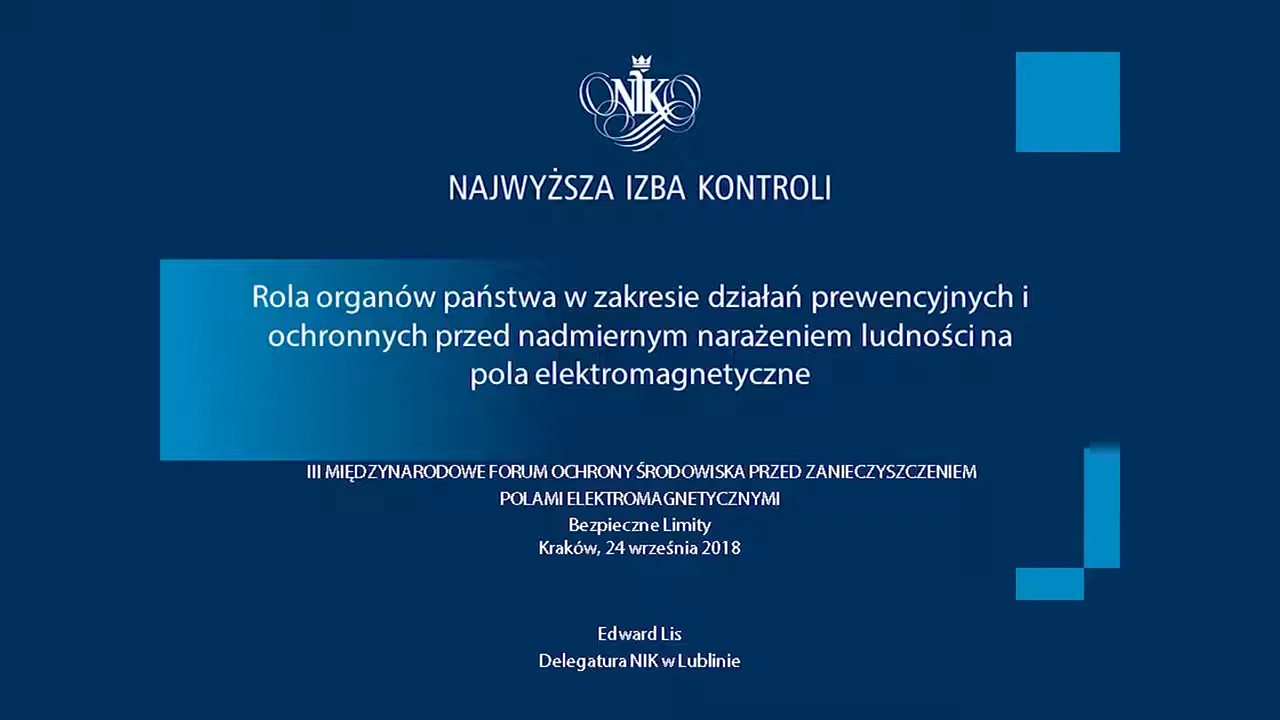 NIK
NAJWYŻSZA IZBA KONTROLI
Rola organów państwa w zakresie działań prewencyjnych i
ochronnych przed nadmiernym narażeniem ludności na
pola elektromagnetyczne
III MIĘDZYNARODOWE FORUM OCHRONY ŚRODOWISKA PRZED ZANIECZYSZCZENIEM
POLAMI ELEKTROMAGNETYCZNYMI
Bezpieczne Limity
Kraków, 24 września 2018
Edward Lis
Delegatura NIK w Lublinie